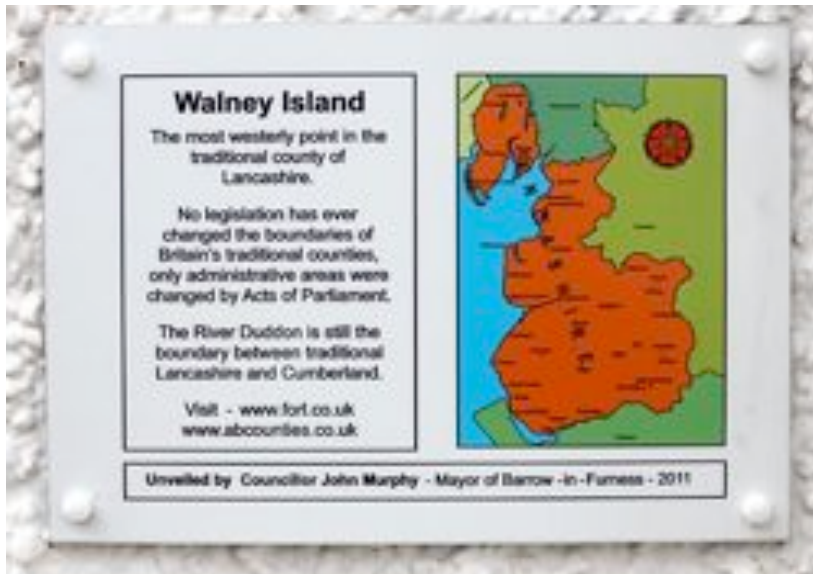 Walney Island
The most westerly point in the
traditional county of
Lancashire.
No legislation has ever
changed the boundaries of
Britain's traditional counties,
only administrative areas were
changed by Acts of Parliament.
The River Duddon is still the
boundary between traditional
Lancashire and Cumberland.
Visit - www.forl.co.uk
www.abcounties.co.uk
Unveiled by Councillor John Murphy - Mayor of Barrow -in -Furness - 2011